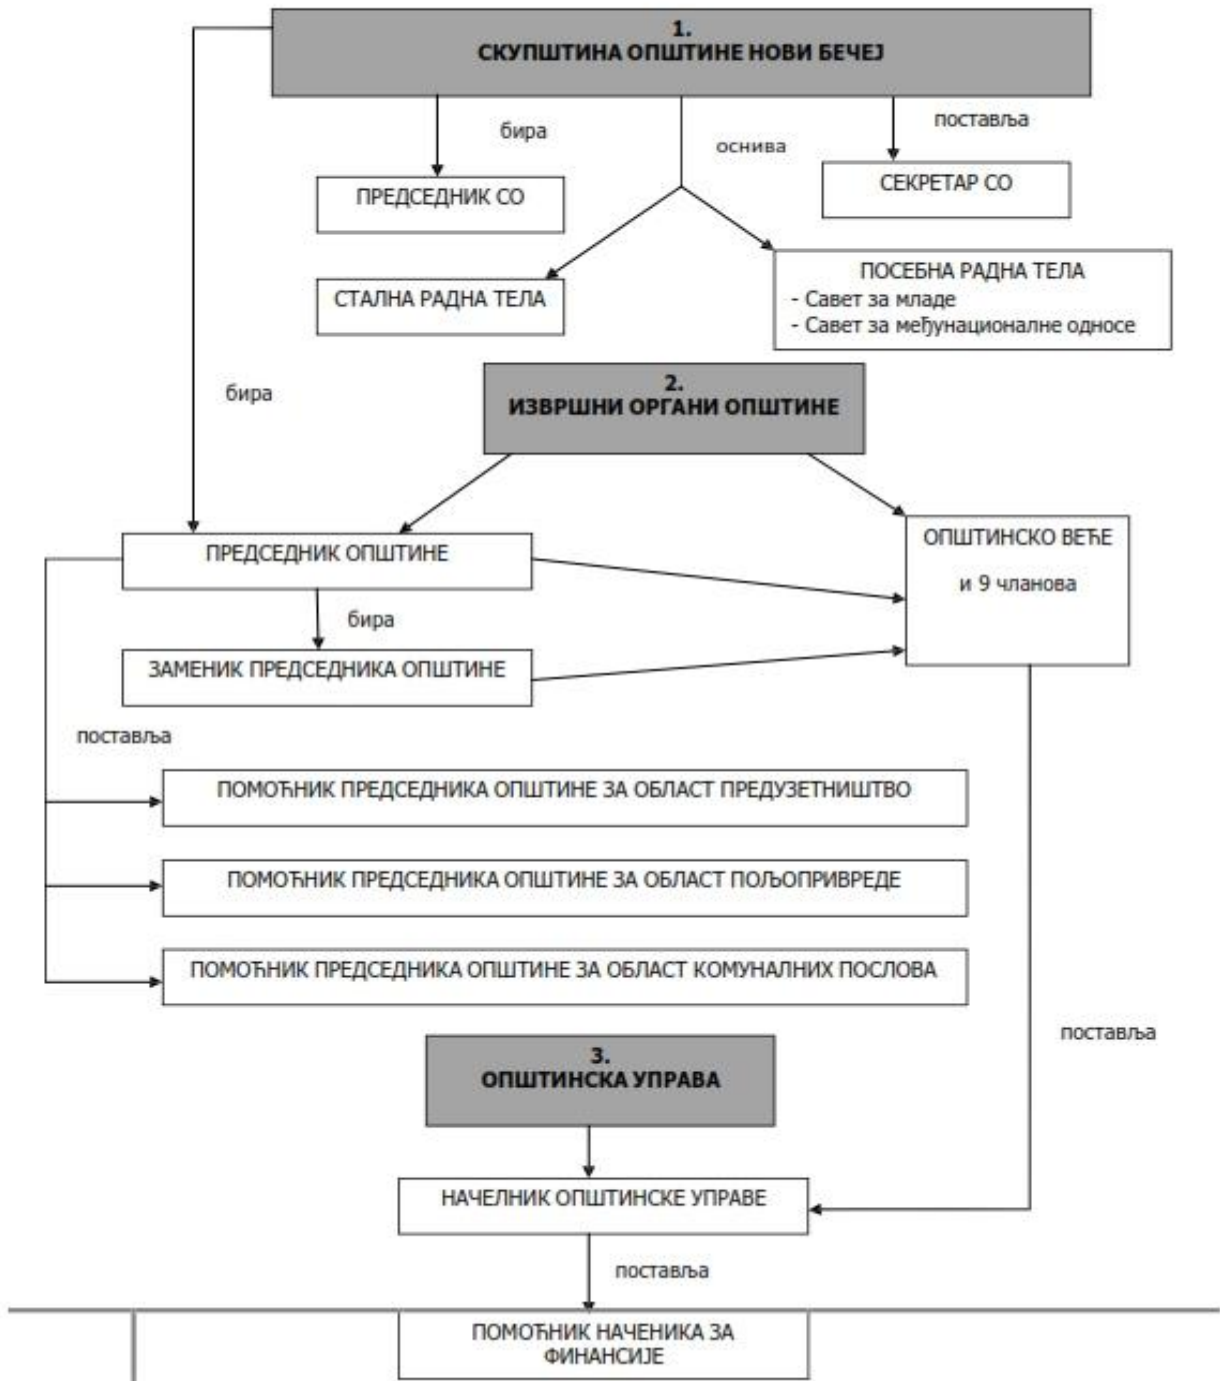 1.
СКУПШТИНА ОПШТИНЕ НОВИ БЕЧЕЈ
бира
оснива
поставља
ПРЕДСЕДНИК СО
СЕКРЕТАР СО
СТАЛНА РАДНА ТЕЛА
ПОСЕБНА РАДНА ТЕЛА
- Савет за младе
- Савет за међунационалне односе
бира
2.
ИЗВРШНИ ОРГАНИ ОПШТИНЕ
ПРЕДСЕДНИК ОПШТИНЕ
ОПШТИНСКО ВЕЋЕ
и 9 чланова
бира
ЗАМЕНИК ПРЕДСЕДНИКА ОПШТИНЕ
поставља
ПОМОЋНИК ПРЕДСЕДНИКА ОПШТИНЕ ЗА ОБЛАСТ ПРЕДУЗЕТНИШТВО
ПОМОЋНИК ПРЕДСЕДНИКА ОПШТИНЕ ЗА ОБЛАСТ ПОЉОПРИВРЕДЕ
ПОМОЋНИК ПРЕДСЕДНИКА ОПШТИНЕ ЗА ОБЛАСТ КОМУНАЛНИХ ПОСЛОВА
поставља
3.
ОПШТИНСКА УПРАВА
НАЧЕЛНИК ОПШТИНСКЕ УПРАВЕ
поставља
ПОМОЋНИК НАЧЕНИКА ЗА
ФИНАНСИЈЕ